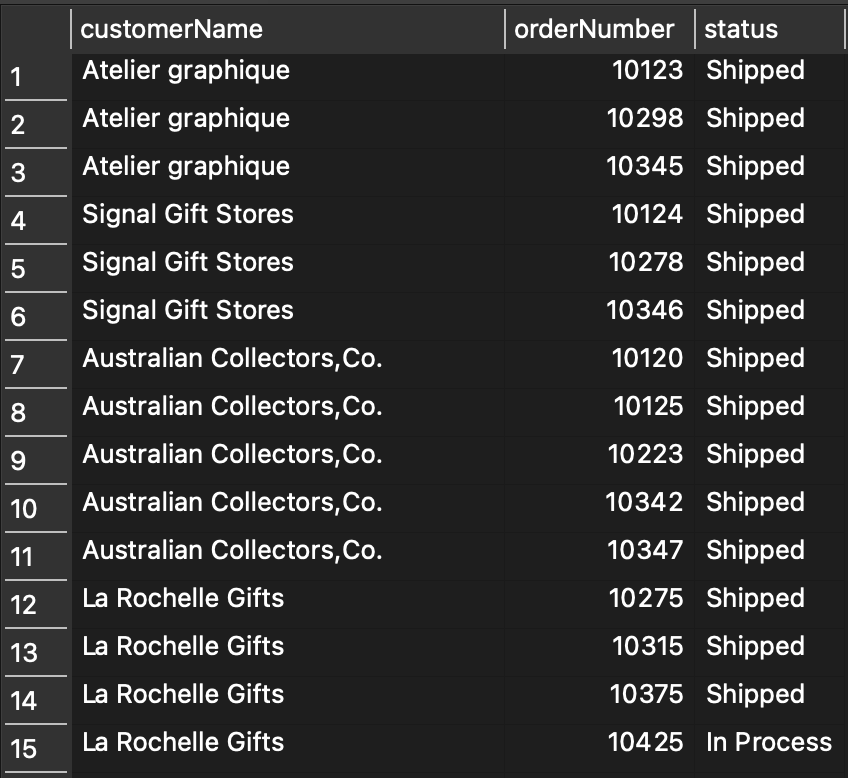 customerName orderNumber status
1 Atelier graphique 10123 Shipped
2 Atelier graphique 10298 Shipped
3 Atelier graphique 10345 Shipped
4 Signal Gift Stores 10124 Shipped
5 Signal Gift Stores 10278 Shipped
6 Signal Gift Stores 10346 Shipped
7 Australian Collectors,Co. 10120 Shipped
8 Australian Collectors,Co. 10125 Shipped
9 Australian Collectors,Co. 10223 Shipped
10 Australian Collectors,Co. 10342 Shipped
11 Australian Collectors,Co. 10347 Shipped
12 La Rochelle Gifts 10275 Shipped
13 La Rochelle Gifts 10315 Shipped
14 La Rochelle Gifts 10375 Shipped
15 La Rochelle Gifts 10425 In Process